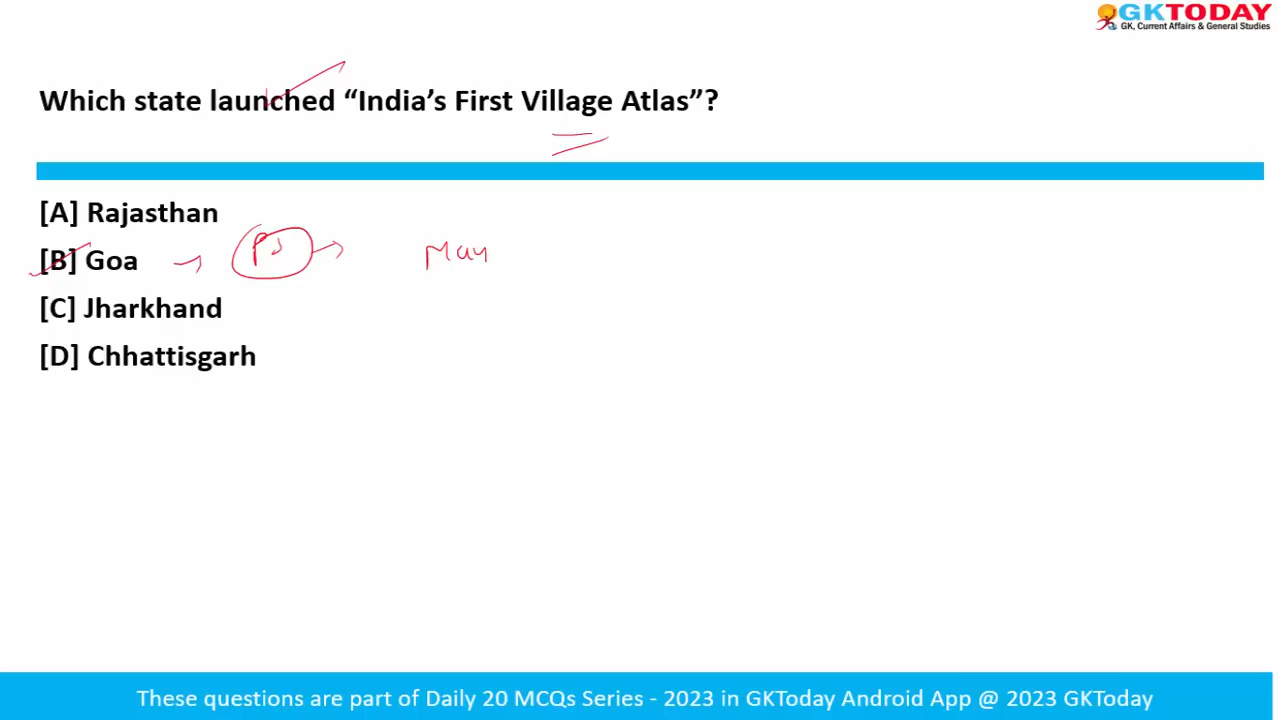 GKTODAY
GK, Current Affairs & General Studies
Which state launched “India’s First Village Atlas”?
[A] Rajasthan
[B] Goa May
[C] Jharkhand
[D] Chhattisgarh
These questions are part of Daily 20 MCQs Series - 2023 in GKToday Android App @ 2023 GKToday